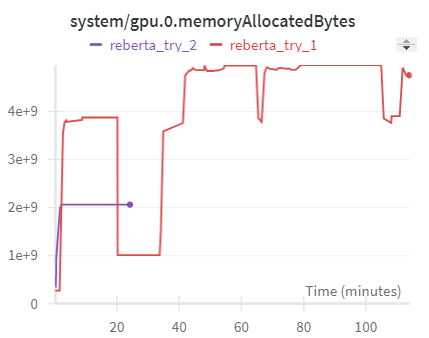 system/gpu.0.memoryAllocatedBytes
reberta_try_2 reberta_try_1
4e+9
3e+9
2e+9
1e+9
0
Time (minutes)
20 40 60 80 100